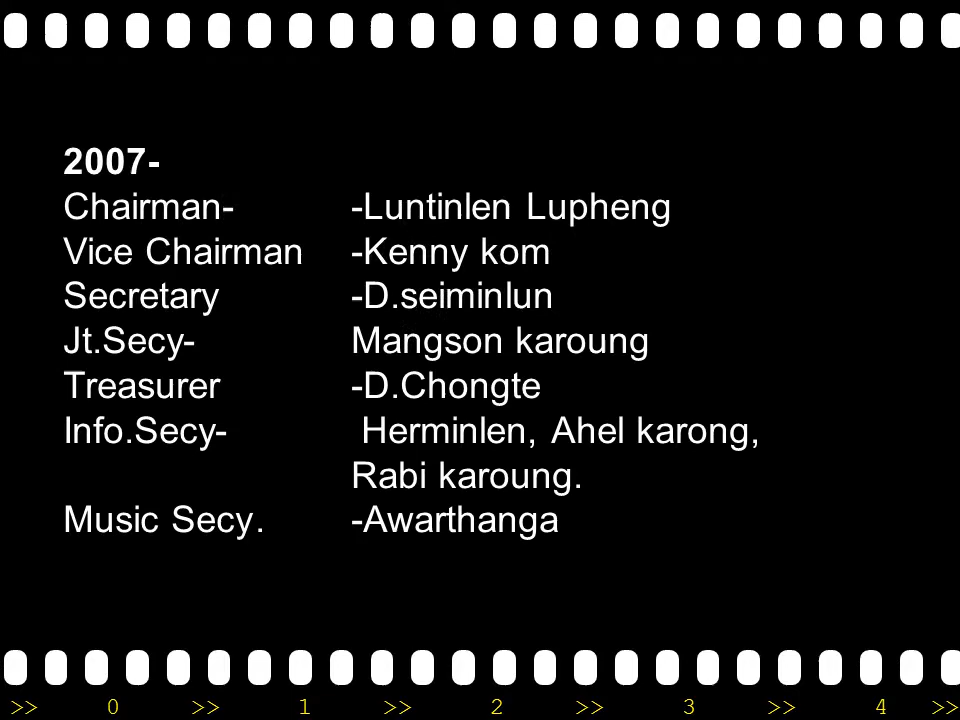 2007-
Chairman- -Luntinlen Lupheng
Vice Chairman -Kenny kom
Secretary -D.seiminlun
Jt.Secy- Mangson karoung
Treasurer -D.Chongte
Info.Secy- Herminlen, Ahel karong,
Rabi karoung.
Music Secy. -Awarthanga
>> 0 >> 1 >> 2 >> 3 >> 4 >>